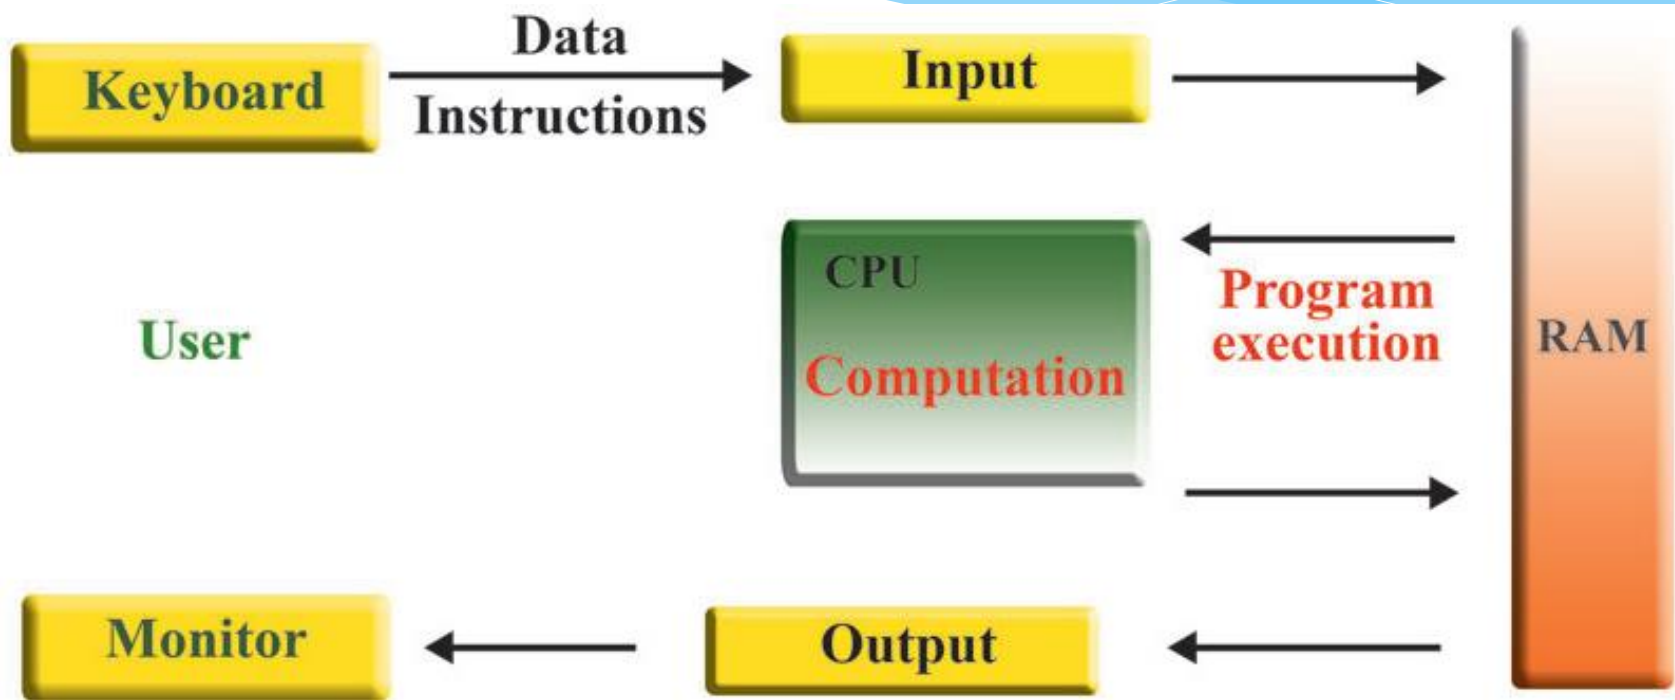 Keyboard
Data
Instructions
Input
CPU
Computation
Program
execution
RAM
User
Monitor
Output